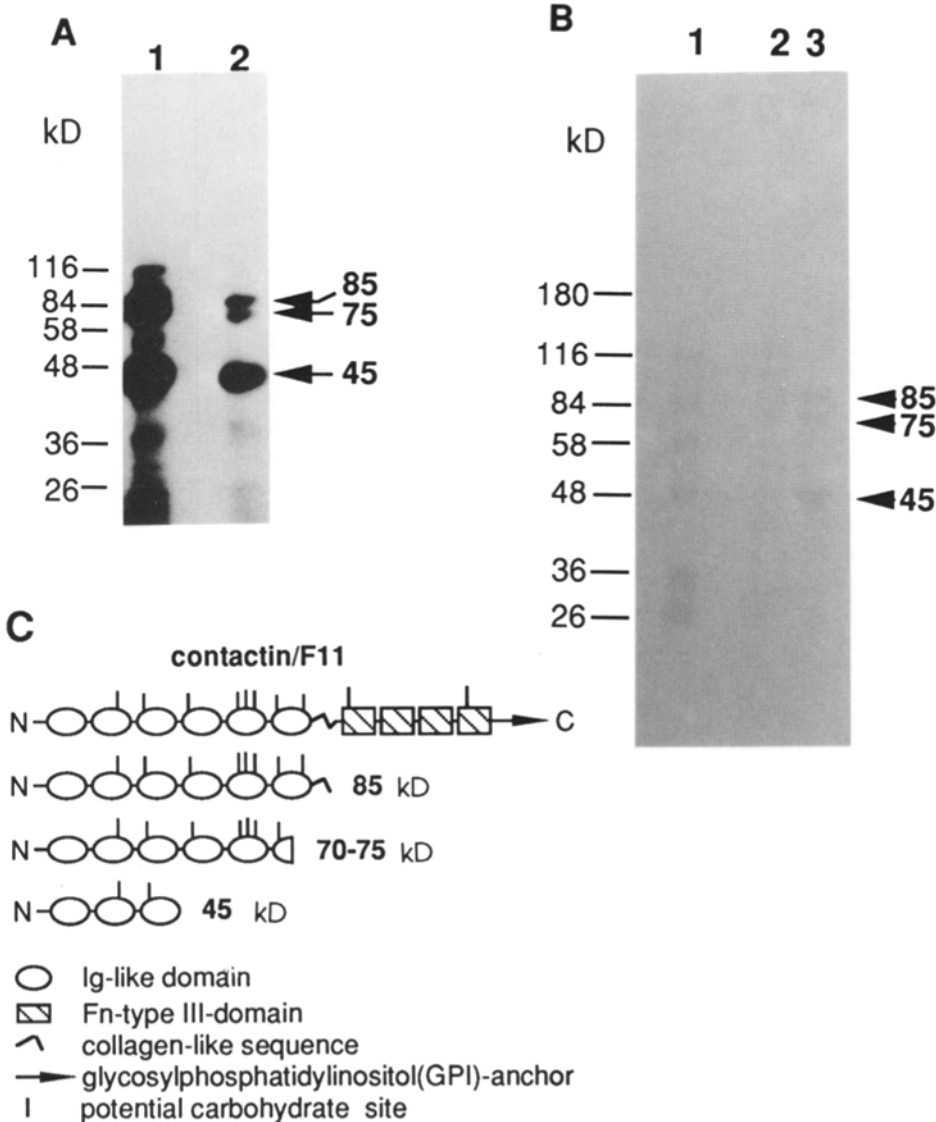 A
1 2
kD
116
84
58
48
36
26
85
75
45
B
1 2 3
kD
180
116
84
58
48
36
26
85
75
45
C
contactin/F11
N C
N 85 kD
N 70-75 kD
N 45 kD
Ig-like domain
Fn-type III-domain
collagen-like sequence
glycosylphosphatidylinositol(GPI)-anchor
potential carbohydrate site